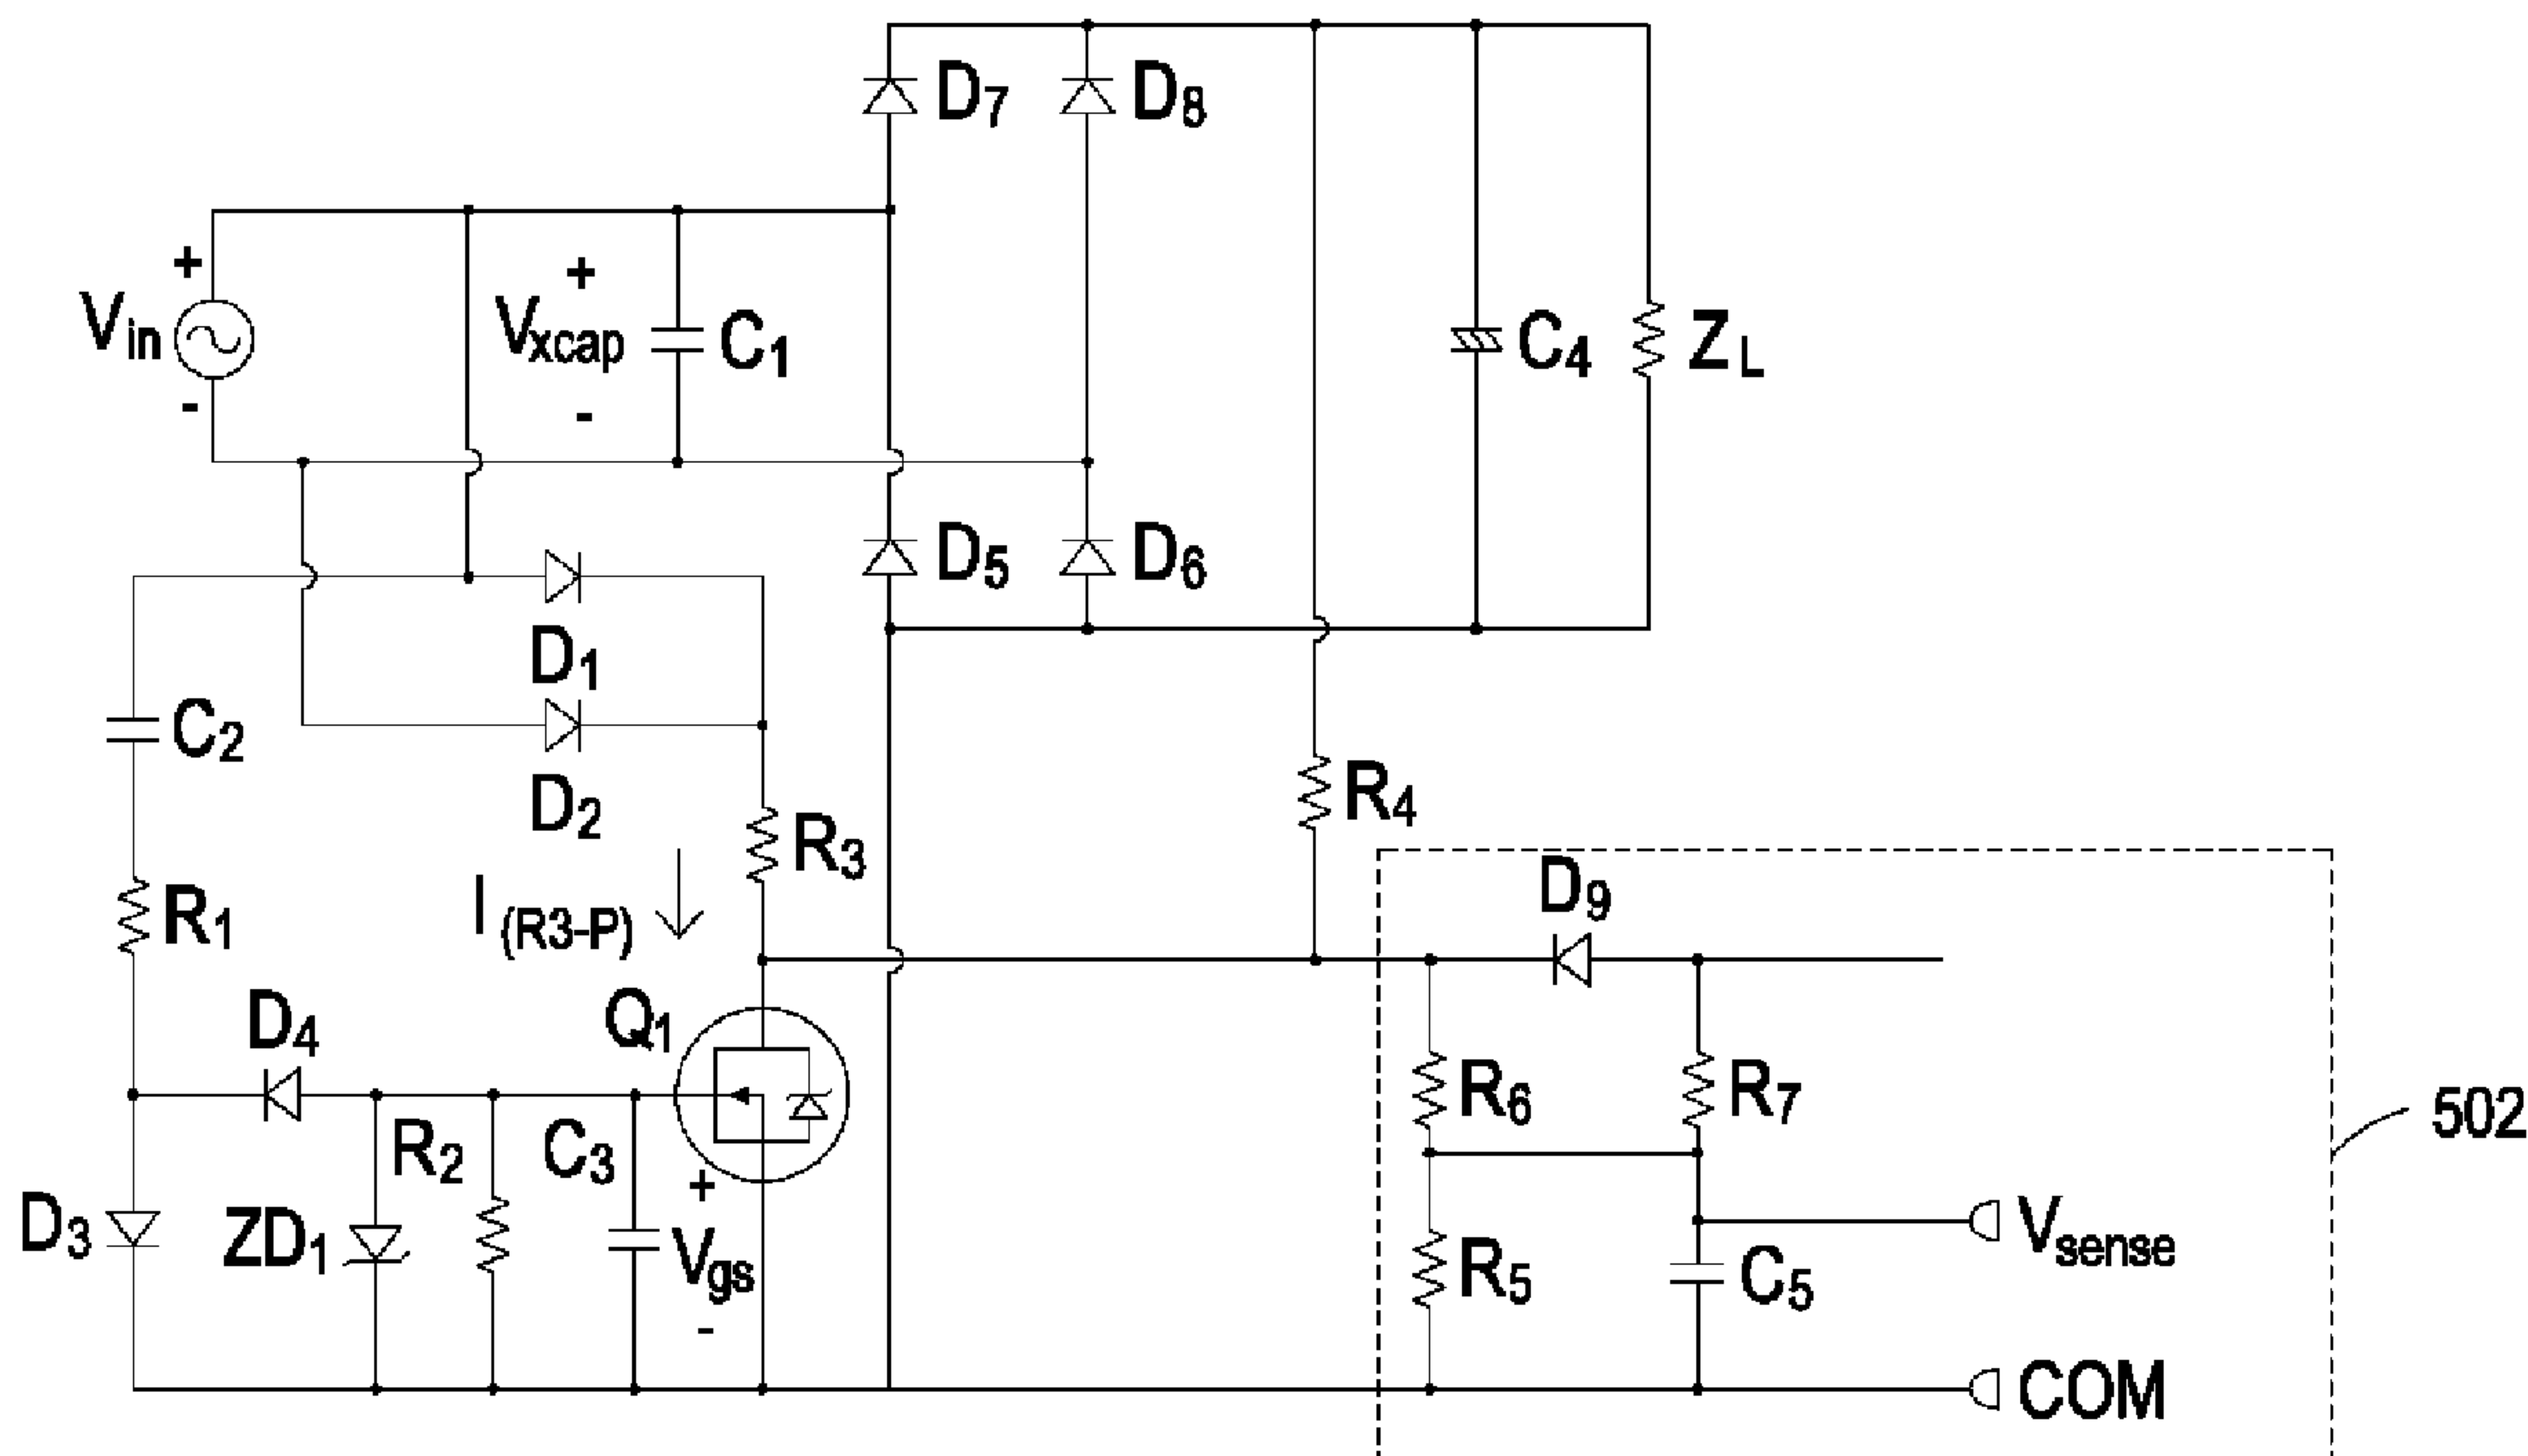 D7
D8
+
Vin
-
+
Vxcap
-
C1
C4
ZL
D5
D6
D1
C2
D2
R3
R4
R1
I (R3-P)
D9
D4
Q1
R2
C3
R6
R7
502
D3
ZD1
+
Vgs
-
R5
C5
Vsense
COM